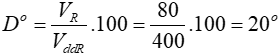 D° = V_R / V_ddR .100 = 80 / 400 .100 = 20°